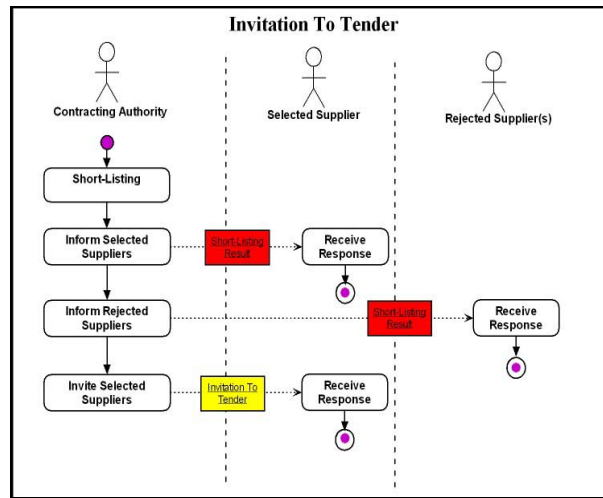 Invitation To Tender
Contracting Authority
Selected Supplier
Rejected Supplier(s)
Short-Listing
Inform Selected
Suppliers
Short-Listing
Result
Receive
Response
Inform Rejected
Suppliers
Short-Listing
Result
Receive
Response
Invite Selected
Suppliers
Invitation To
Tender
Receive
Response